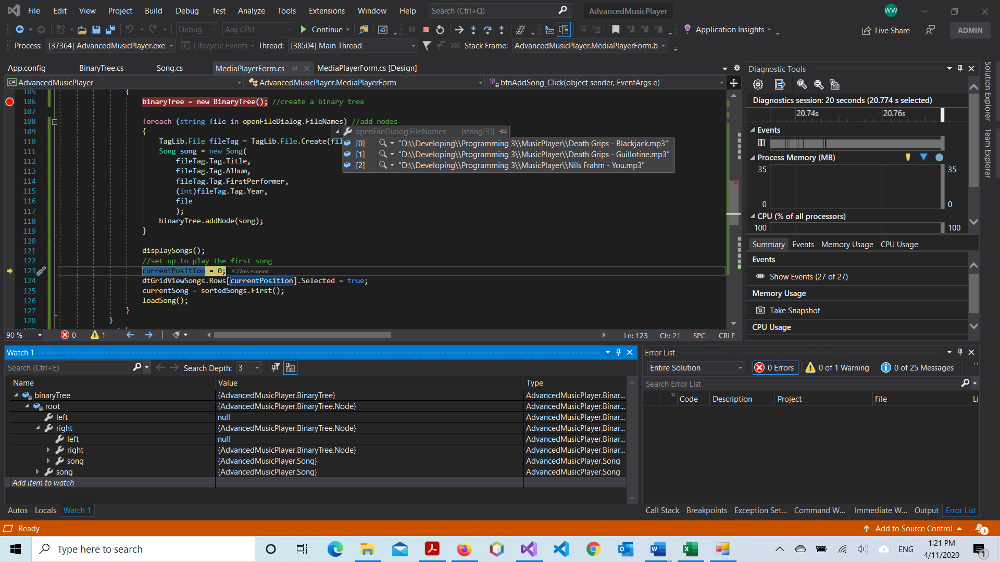 File Edit View Project Build Debug Test Analyze Tools Extensions Window Help Search (Ctrl+Q) AdvancedMusicPlayer WW
Debug Any CPU Continue Application Insights Live Share ADMIN
Process: [37364] AdvancedMusicPlayer.exe Lifecycle Events Thread: [38504] Main Thread Stack Frame: AdvancedMusicPlayer.MediaPlayerForm.b
App.config BinaryTree.cs Song.cs MediaPlayerForm.cs MediaPlayerForm.cs [Design]
C# AdvancedMusicPlayer AdvancedMusicPlayer.MediaPlayerForm btnAddSong_Click(object sender, EventArgs e)
105 {
106 binaryTree = new BinaryTree(); //create a binary tree
107
108 foreach (string file in openFileDialog.FileNames) //add nodes
109 {
openFileDialog.FileNames {string[3]}
110 TagLib.File fileTag = TagLib.File.Create(fil
[0] "D:\\Developing\\Programming 3\\MusicPlayer\\Death Grips - Blackjack.mp3"
111 Song song = new Song(
[1] "D:\\Developing\\Programming 3\\MusicPlayer\\Death Grips - Guillotine.mp3"
112 fileTag.Tag.Title,
[2] "D:\\Developing\\Programming 3\\MusicPlayer\\Nils Frahm - You.mp3"
113 fileTag.Tag.Album,
114 fileTag.Tag.FirstPerformer,
115 (int)fileTag.Tag.Year,
116 file
117 );
118 binaryTree.addNode(song);
119 }
120
121 displaySongs();
122 //set up to play the first song
123 currentPosition = 0; ≤ 27ms elapsed
124 dtGridViewSongs.Rows[currentPosition].Selected = true;
125 currentSong = sortedSongs.First();
126 loadSong();
127 }
128 }
90 % 0 1 Ln: 123 Ch: 21 SPC CRLF
Diagnostic Tools
Diagnostics session: 20 seconds (20.774 s selected)
20.74s 20.76s
Events
Process Memory (MB)
35 35
0 0
CPU (% of all processors)
100 100
Summary Events Memory Usage CPU Usage
Events
Show Events (27 of 27)
Memory Usage
Take Snapshot
CPU Usage
Solution Explorer
Team Explorer
Watch 1
Search (Ctrl+E) Search Depth: 3
Name Value Type
binaryTree {AdvancedMusicPlayer.BinaryTree} AdvancedMusicPlayer.Binar...
root {AdvancedMusicPlayer.BinaryTree.Node} AdvancedMusicPlayer.Binar...
left null AdvancedMusicPlayer.Binar...
right {AdvancedMusicPlayer.BinaryTree.Node} AdvancedMusicPlayer.Binar...
left null AdvancedMusicPlayer.Binar...
right {AdvancedMusicPlayer.BinaryTree.Node} AdvancedMusicPlayer.Binar...
song {AdvancedMusicPlayer.Song} AdvancedMusicPlayer.Song
song {AdvancedMusicPlayer.Song} AdvancedMusicPlayer.Song
Add item to watch
Autos Locals Watch 1
Error List
Entire Solution 0 Errors 0 of 1 Warning 0 of 25 Messages
Search Error List
Code Description Project File Li
Call Stack Breakpoints Exception Set... Command W... Immediate W... Output Error List
Ready Add to Source Control 3
Type here to search ENG 1:21 PM
4/11/2020 1